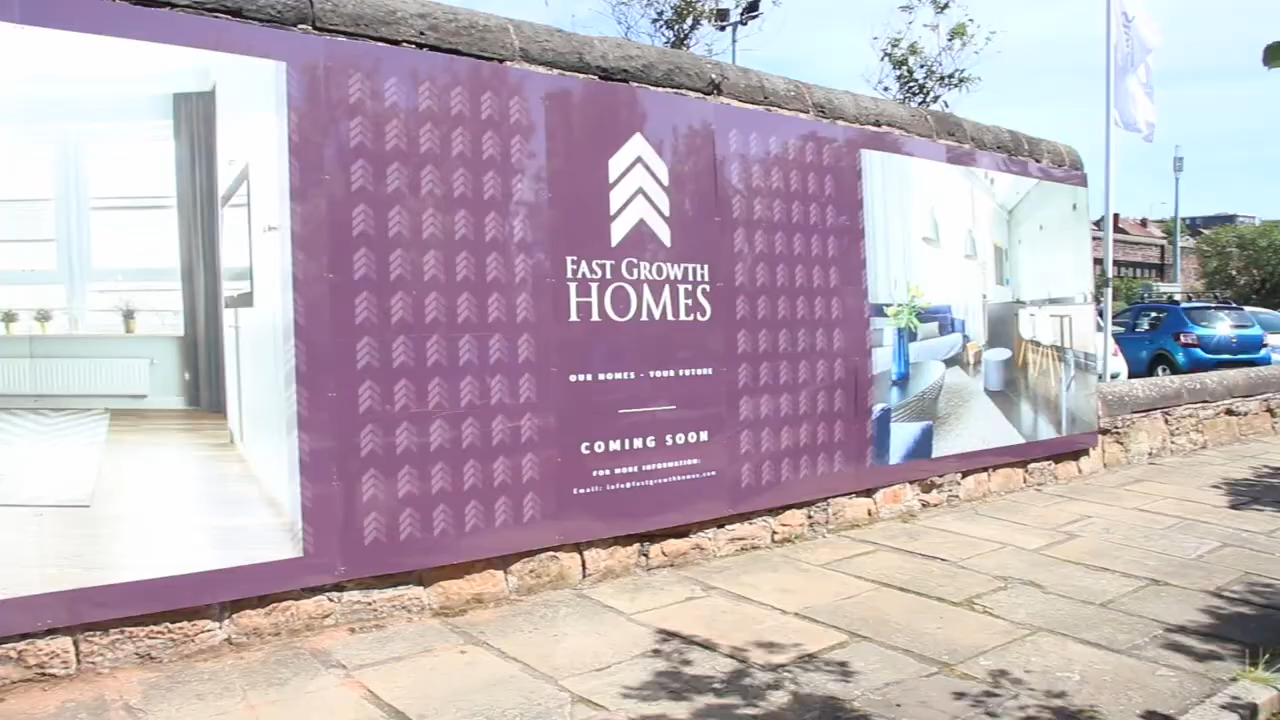 FAST GROWTH
HOMES
OUR HOMES - YOUR FUTURE
COMING SOON
FOR MORE INFORMATION:
Email: info@fastgrowthhomes.com